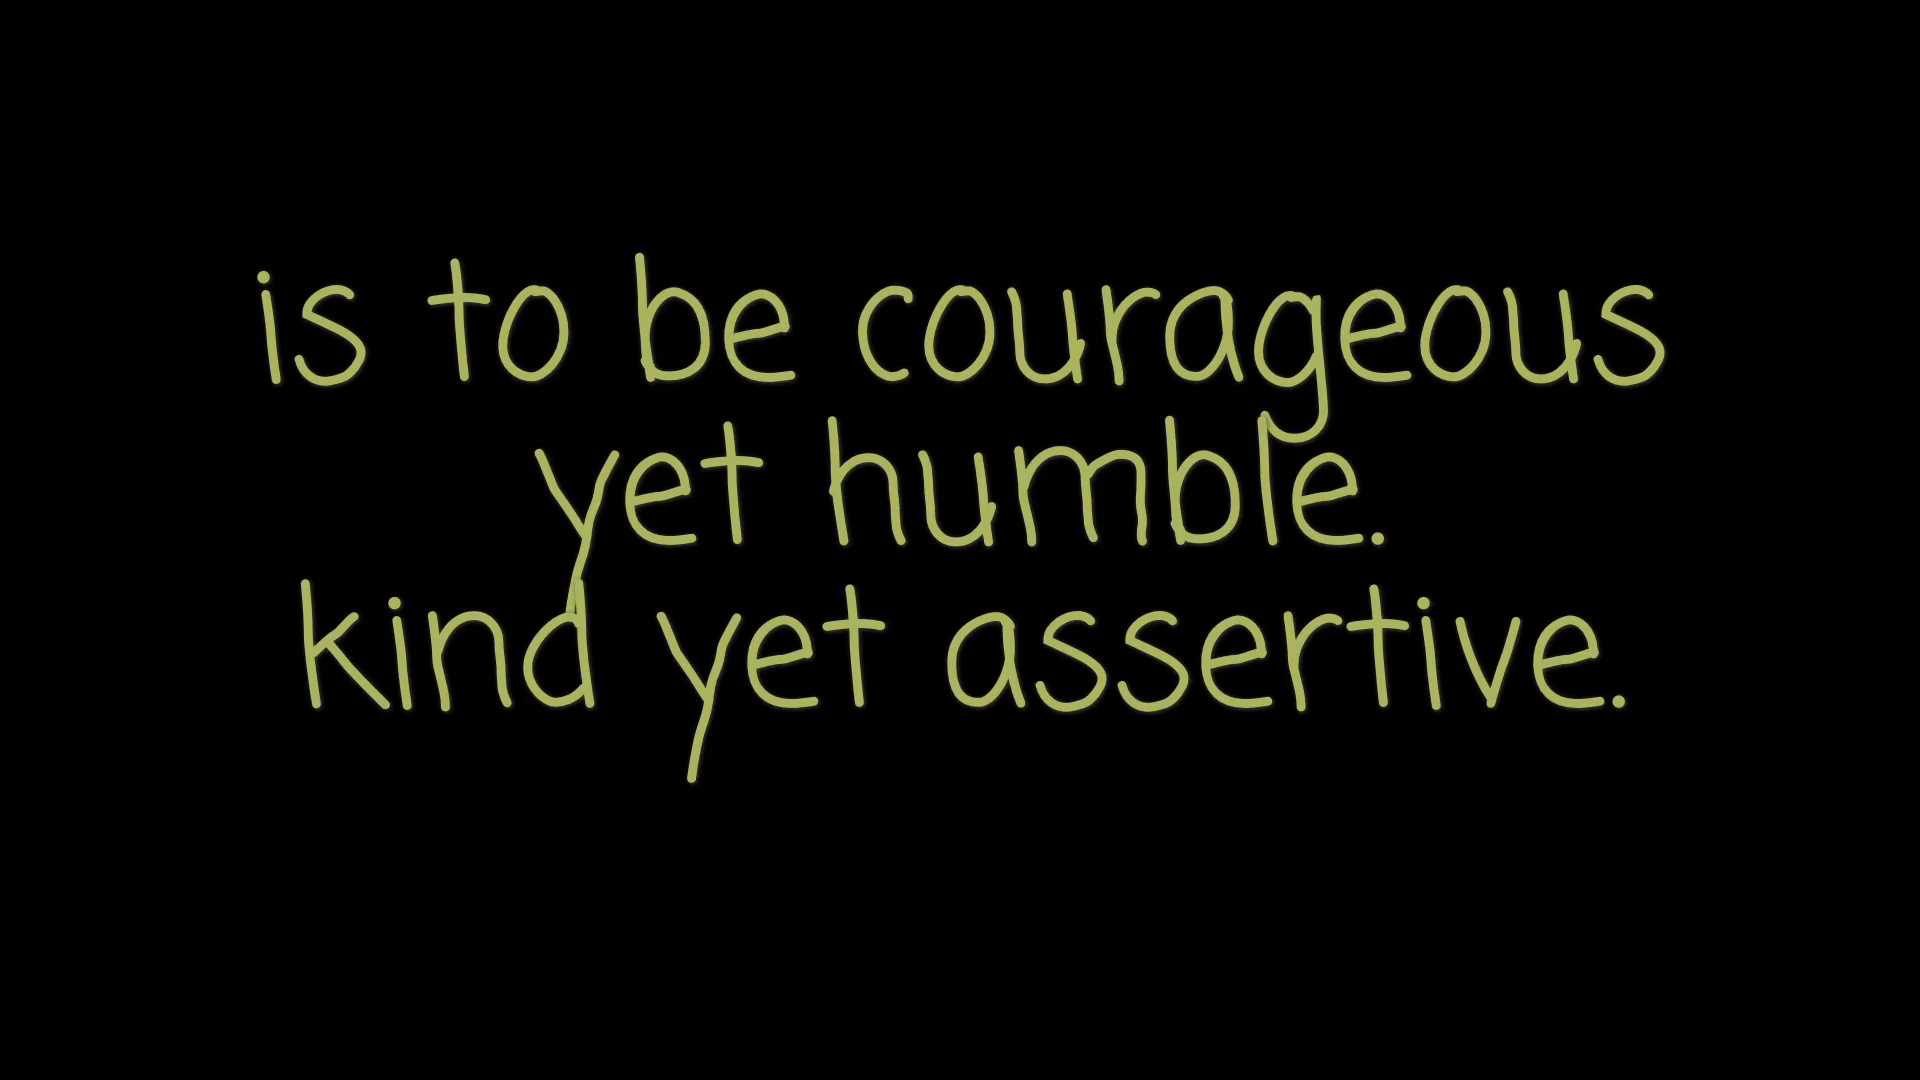 is to be courageous
yet humble.
kind yet assertive.